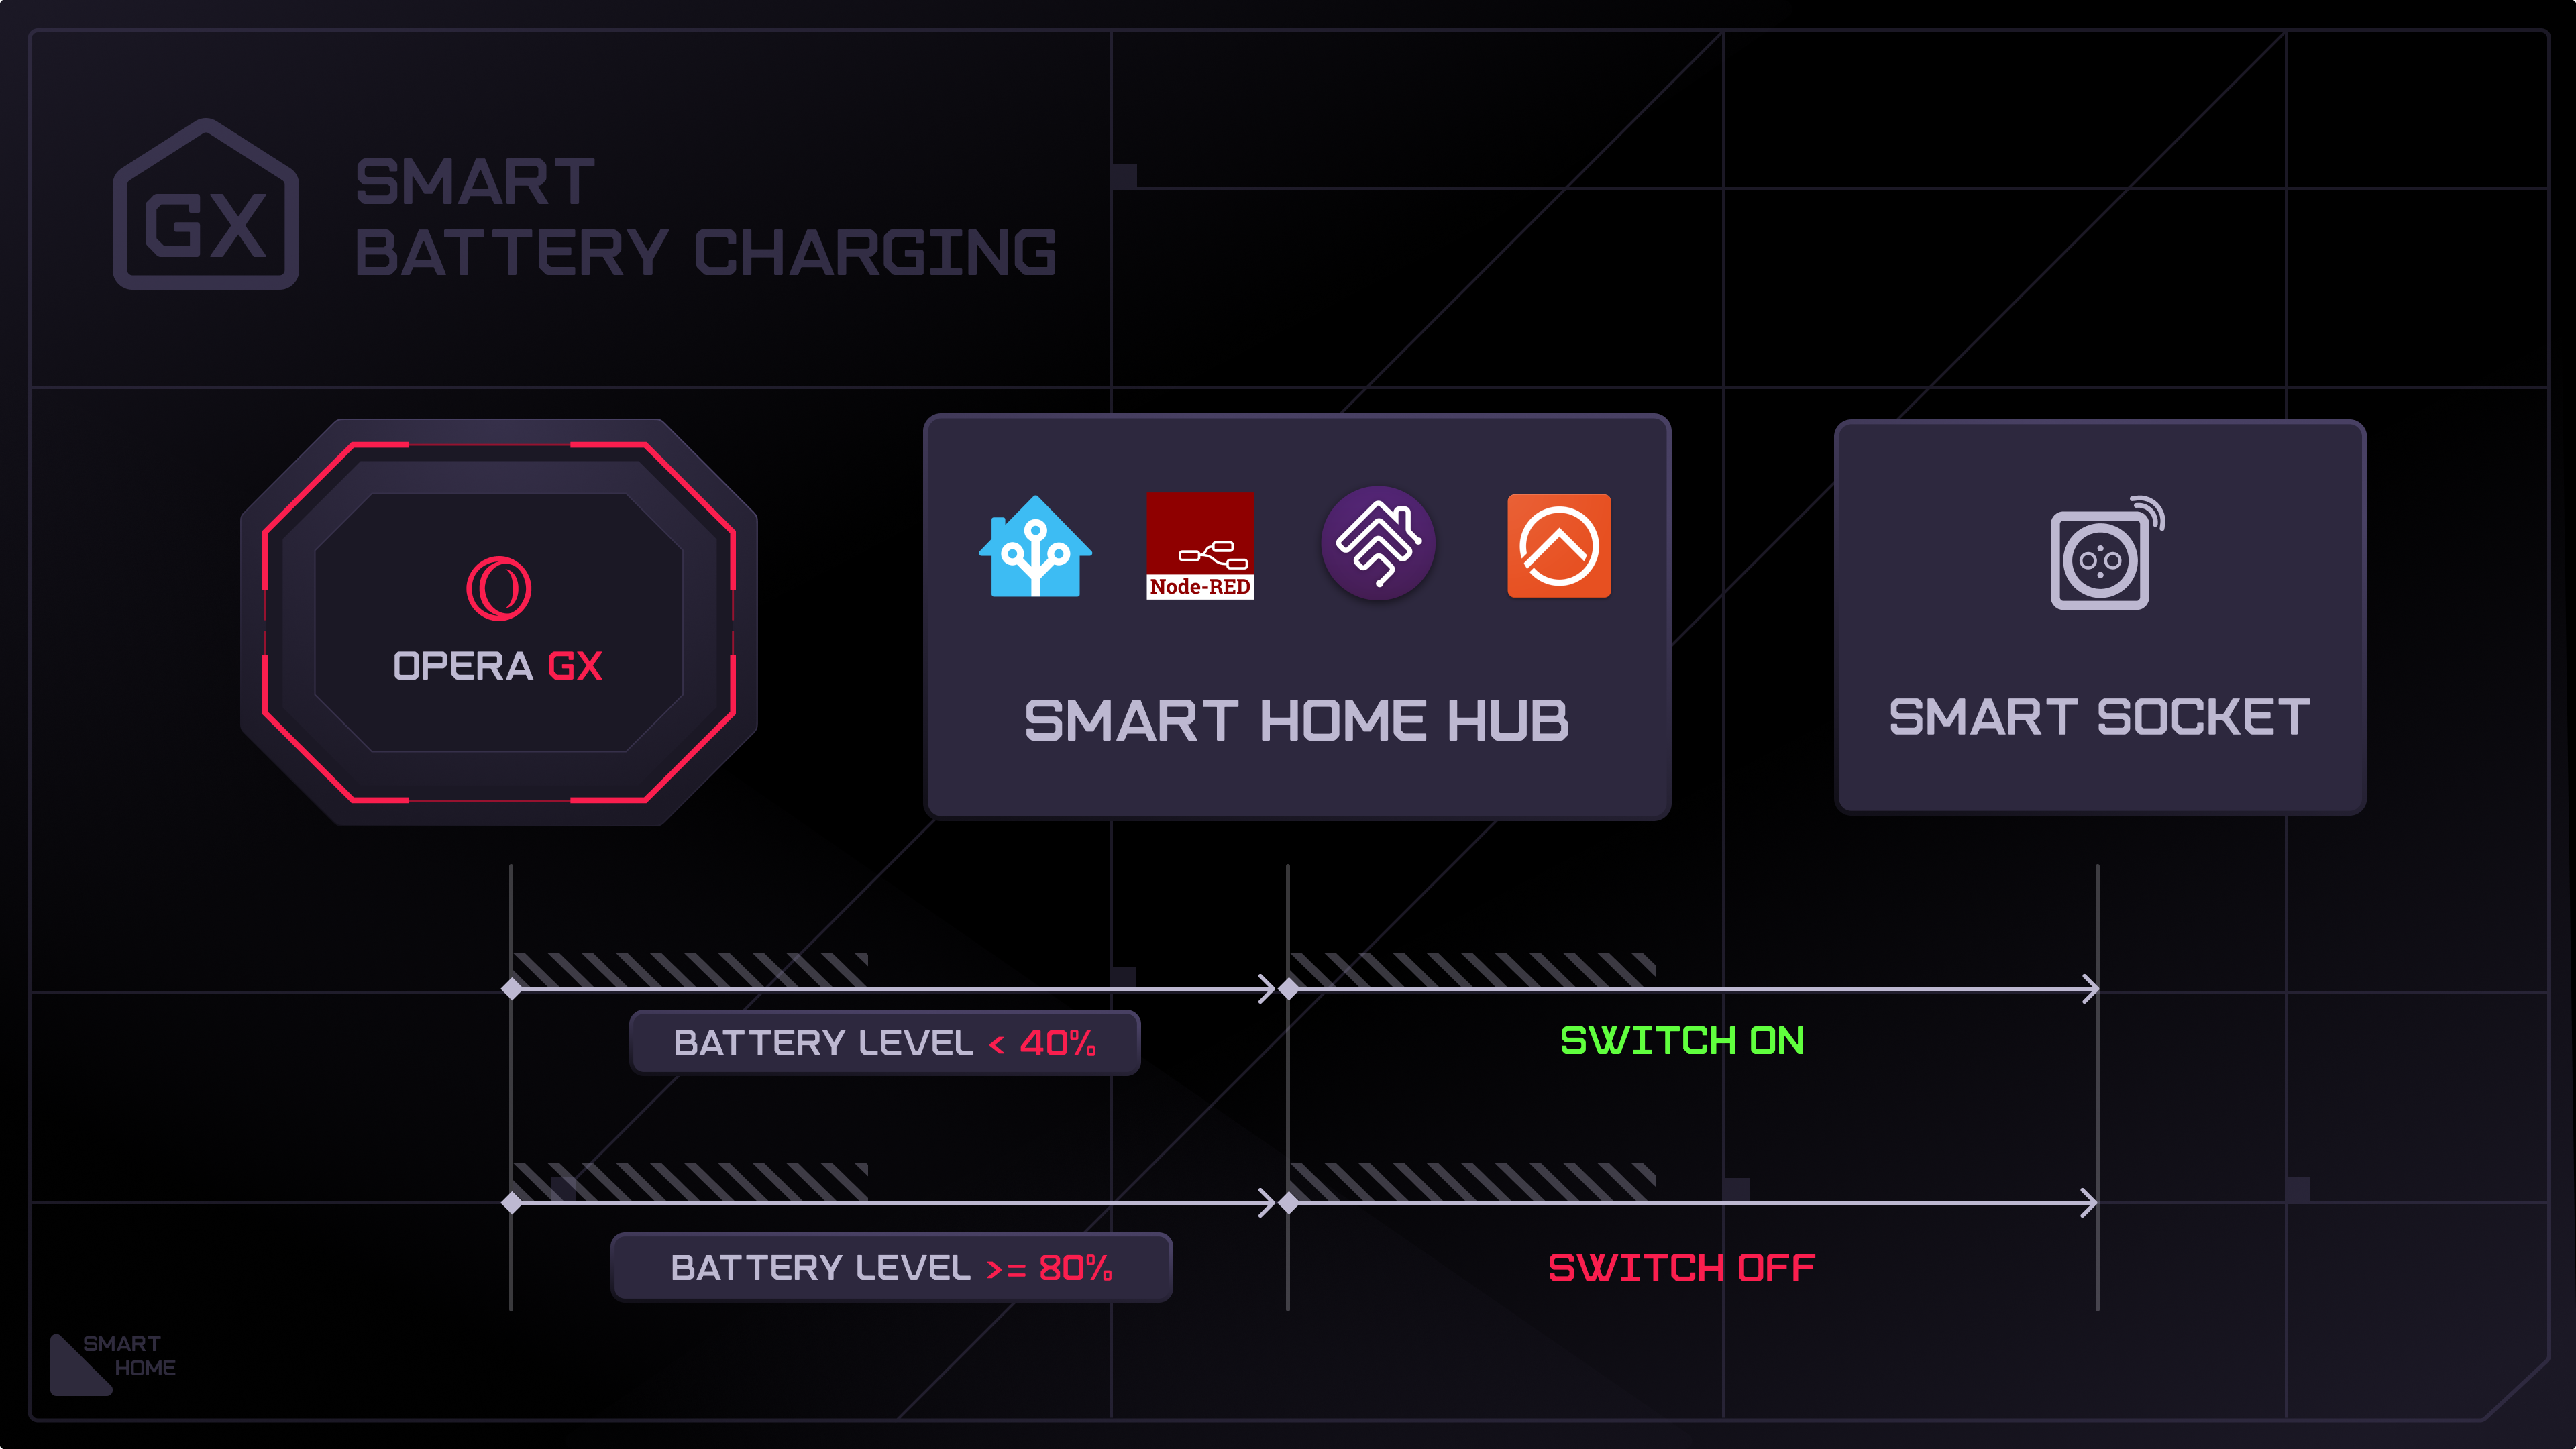 GX
SMART
BATTERY CHARGING
OPERA GX
Node-RED
SMART HOME HUB
SMART SOCKET
BATTERY LEVEL < 40%
SWITCH ON
BATTERY LEVEL >= 80%
SWITCH OFF
SMART
HOME